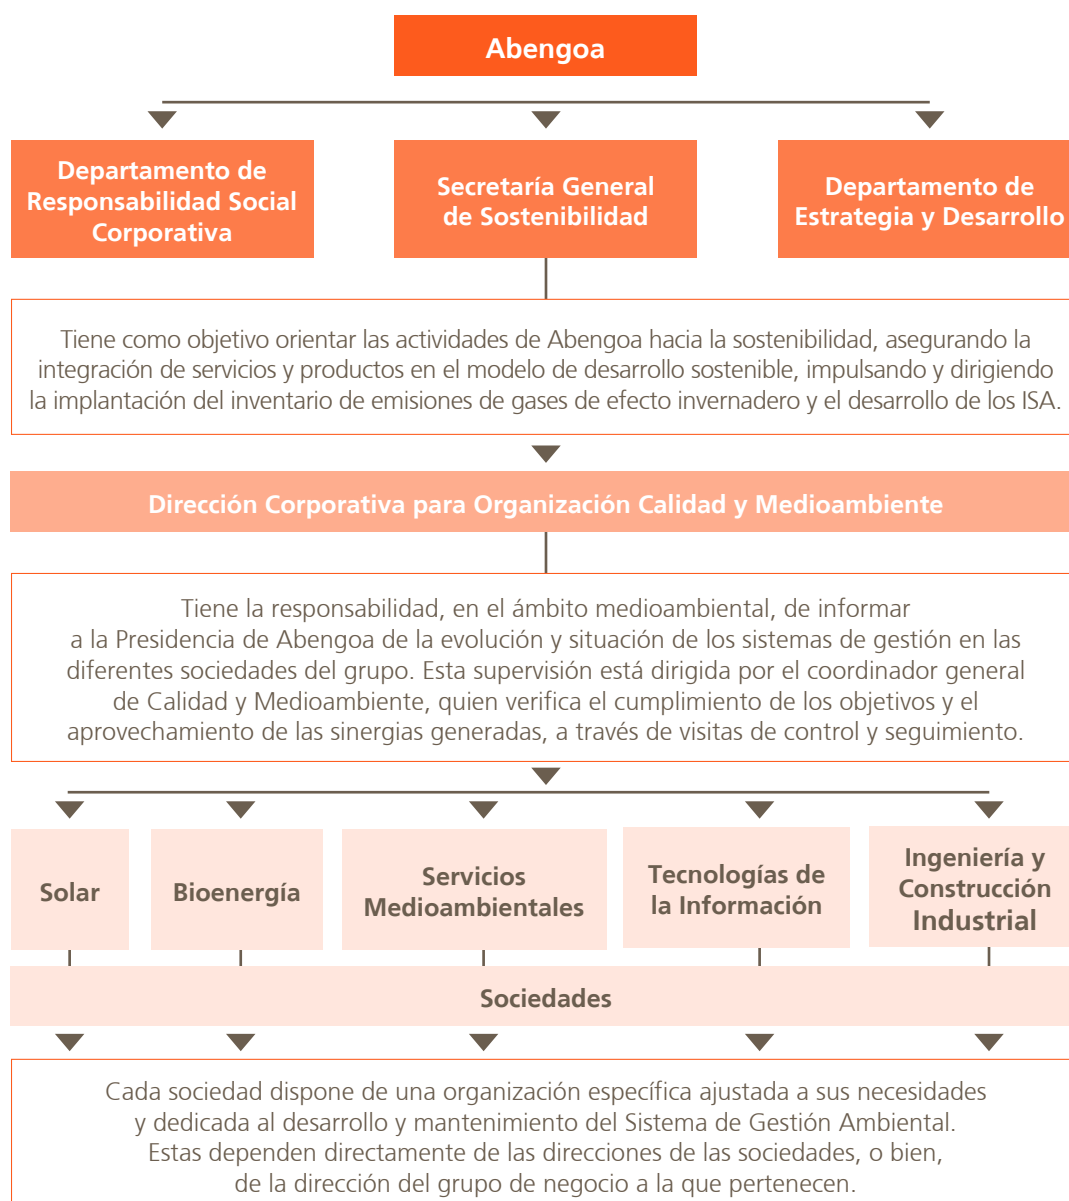 Abengoa
Departamento de
Responsabilidad Social
Corporativa
Secretaría General
de Sostenibilidad
Departamento de
Estrategia y Desarrollo
Tiene como objetivo orientar las actividades de Abengoa hacia la sostenibilidad, asegurando la
integración de servicios y productos en el modelo de desarrollo sostenible, impulsando y dirigiendo
la implantación del inventario de emisiones de gases de efecto invernadero y el desarrollo de los ISA.
Dirección Corporativa para Organización Calidad y Medioambiente
Tiene la responsabilidad, en el ámbito medioambiental, de informar
a la Presidencia de Abengoa de la evolución y situación de los sistemas de gestión en las
diferentes sociedades del grupo. Esta supervisión está dirigida por el coordinador general
de Calidad y Medioambiente, quien verifica el cumplimiento de los objetivos y el
aprovechamiento de las sinergias generadas, a través de visitas de control y seguimiento.
Solar
Bioenergía
Servicios
Medioambientales
Tecnologías de
la Información
Ingeniería y
Construcción
Industrial
Sociedades
Cada sociedad dispone de una organización específica ajustada a sus necesidades
y dedicada al desarrollo y mantenimiento del Sistema de Gestión Ambiental.
Estas dependen directamente de las direcciones de las sociedades, o bien,
de la dirección del grupo de negocio a la que pertenecen.